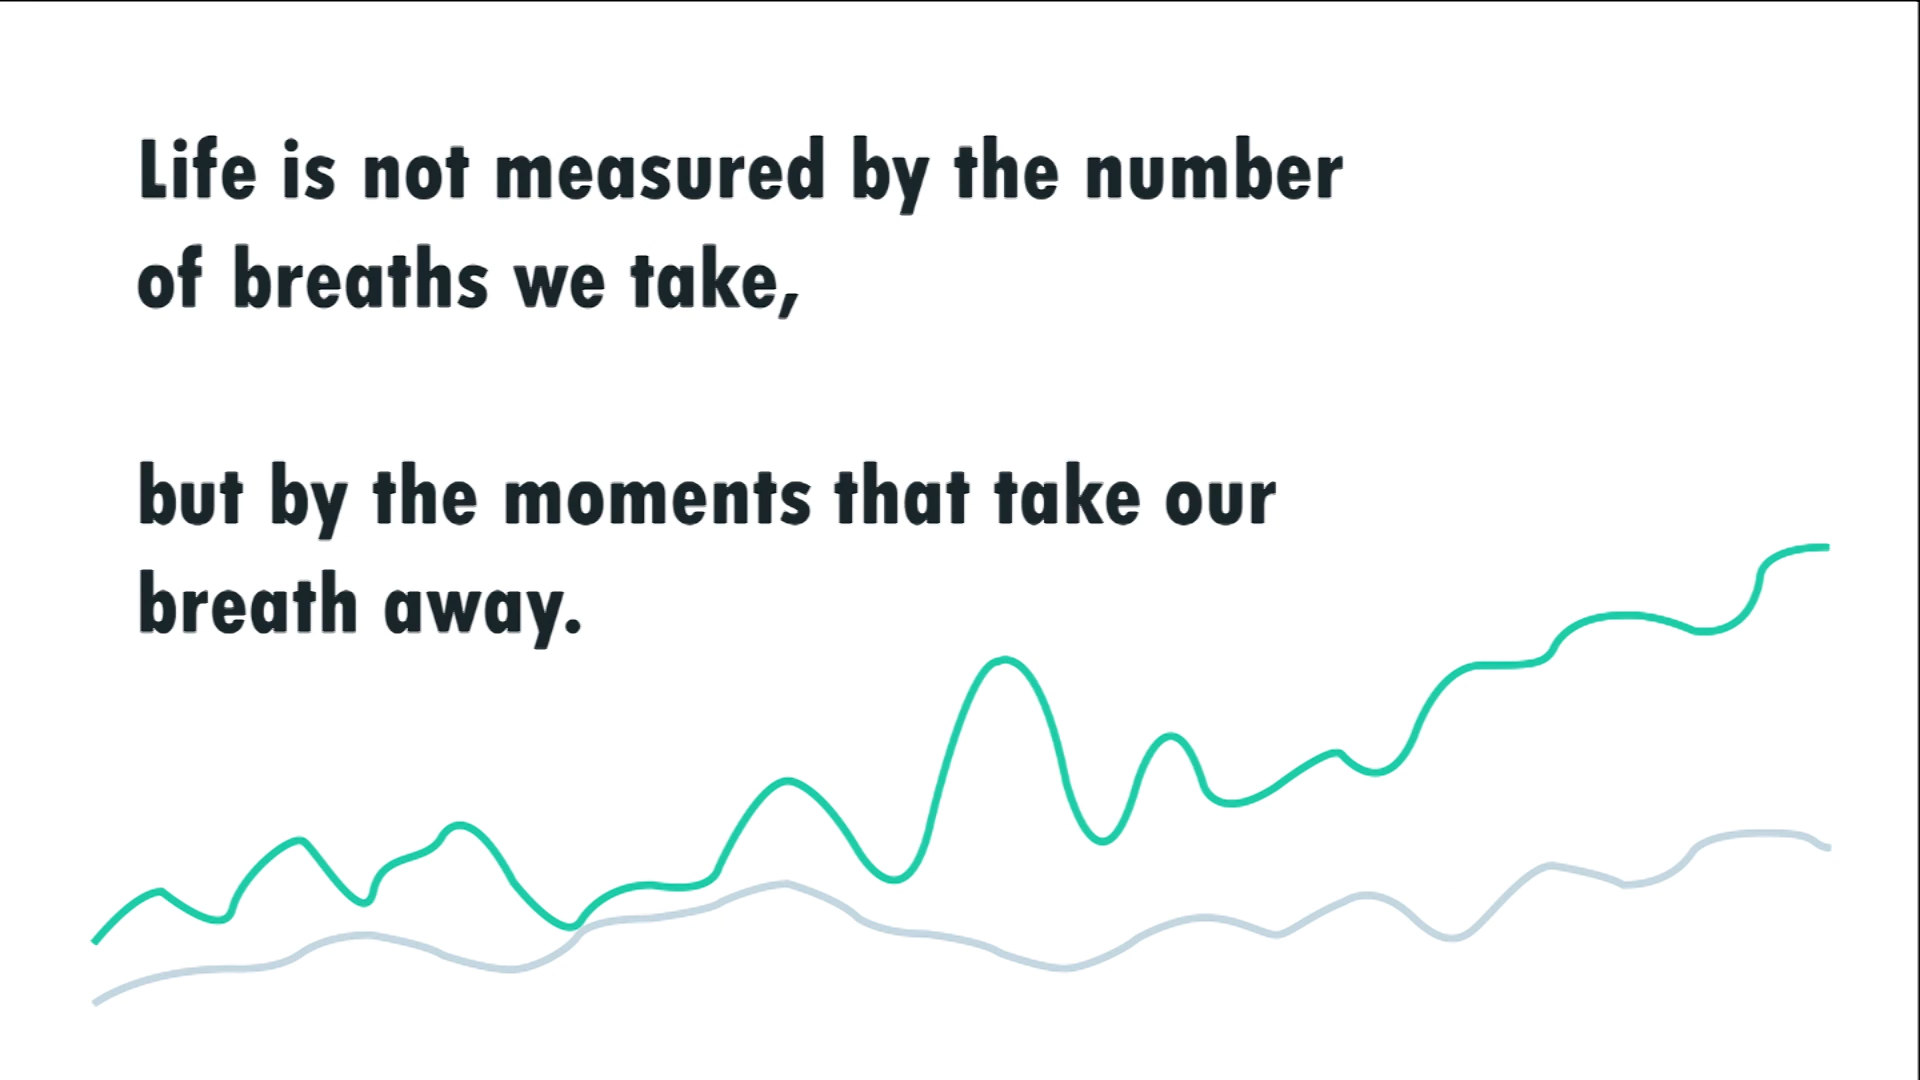 Life is not measured by the number
of breaths we take,
but by the moments that take our
breath away.